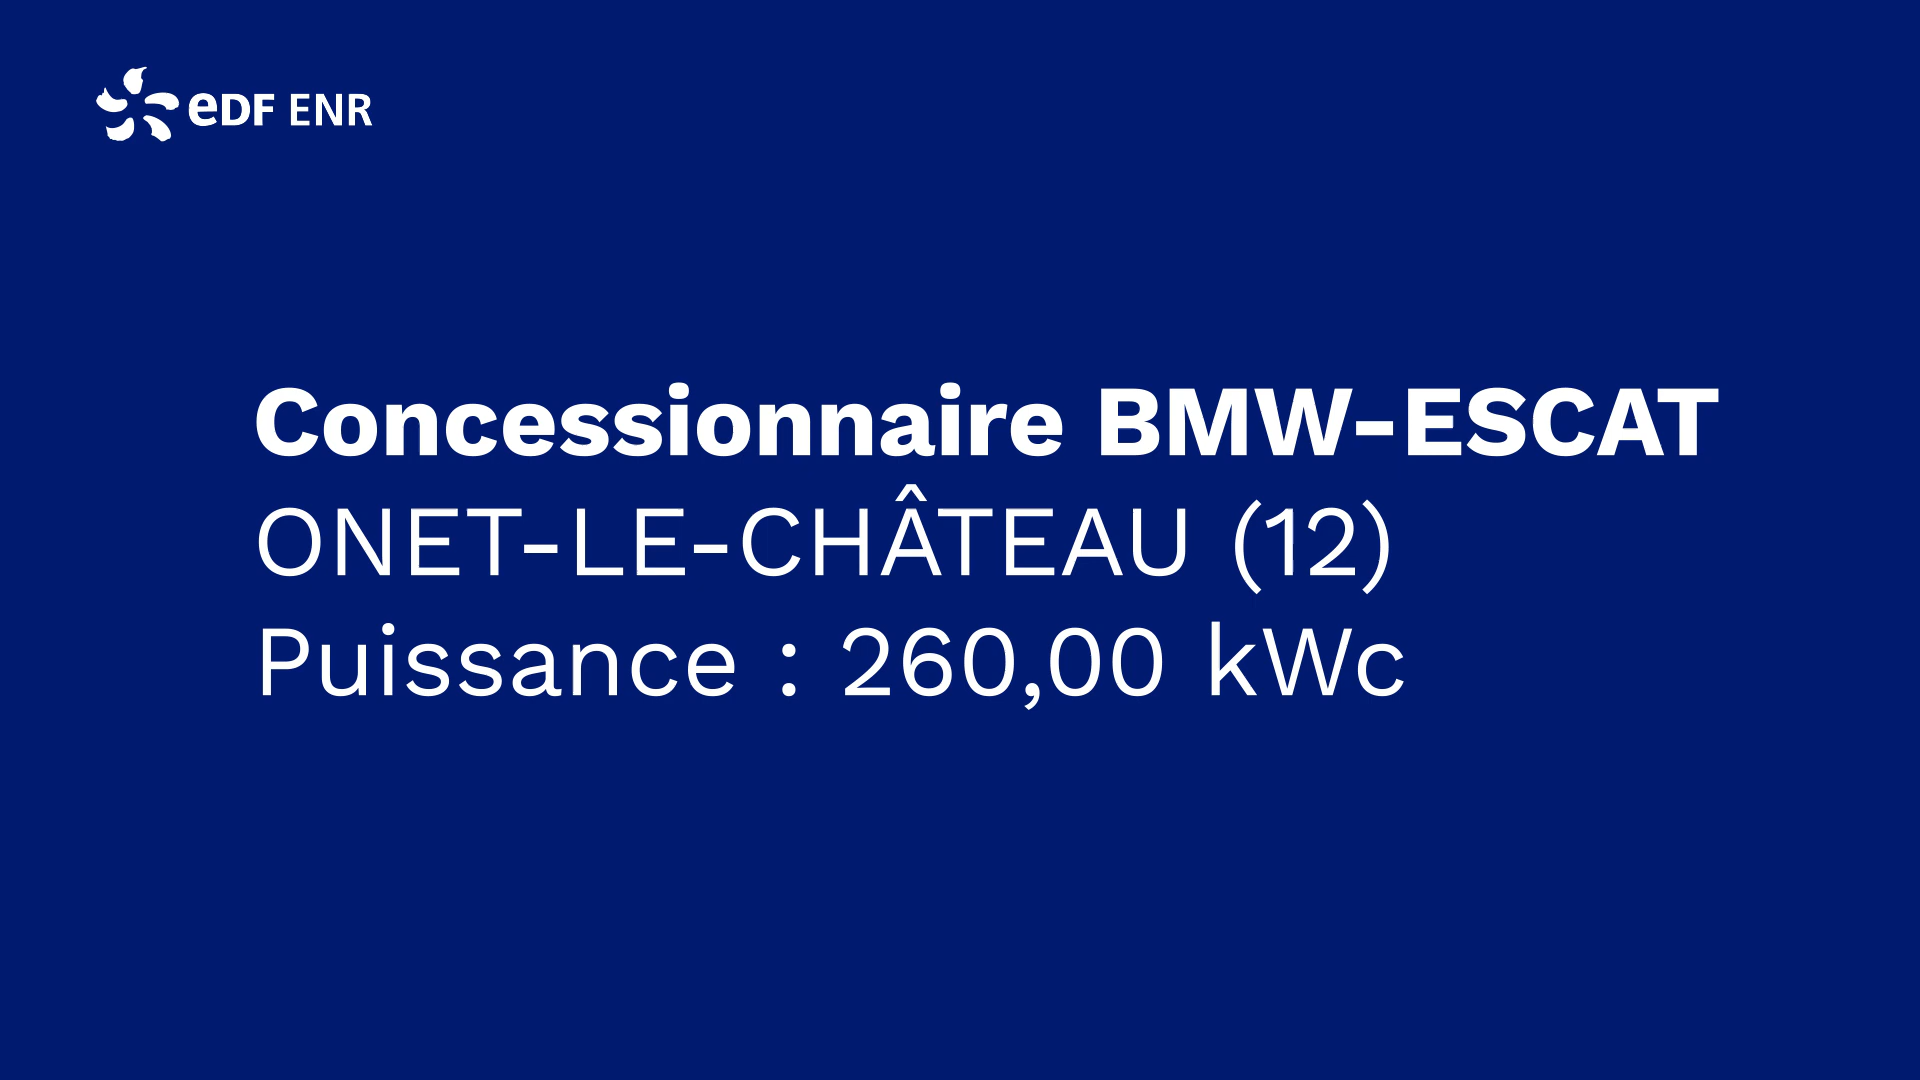 eDF ENR
Concessionnaire BMW-ESCAT
ONET-LE-CHÂTEAU (12)
Puissance : 260,00 kWc